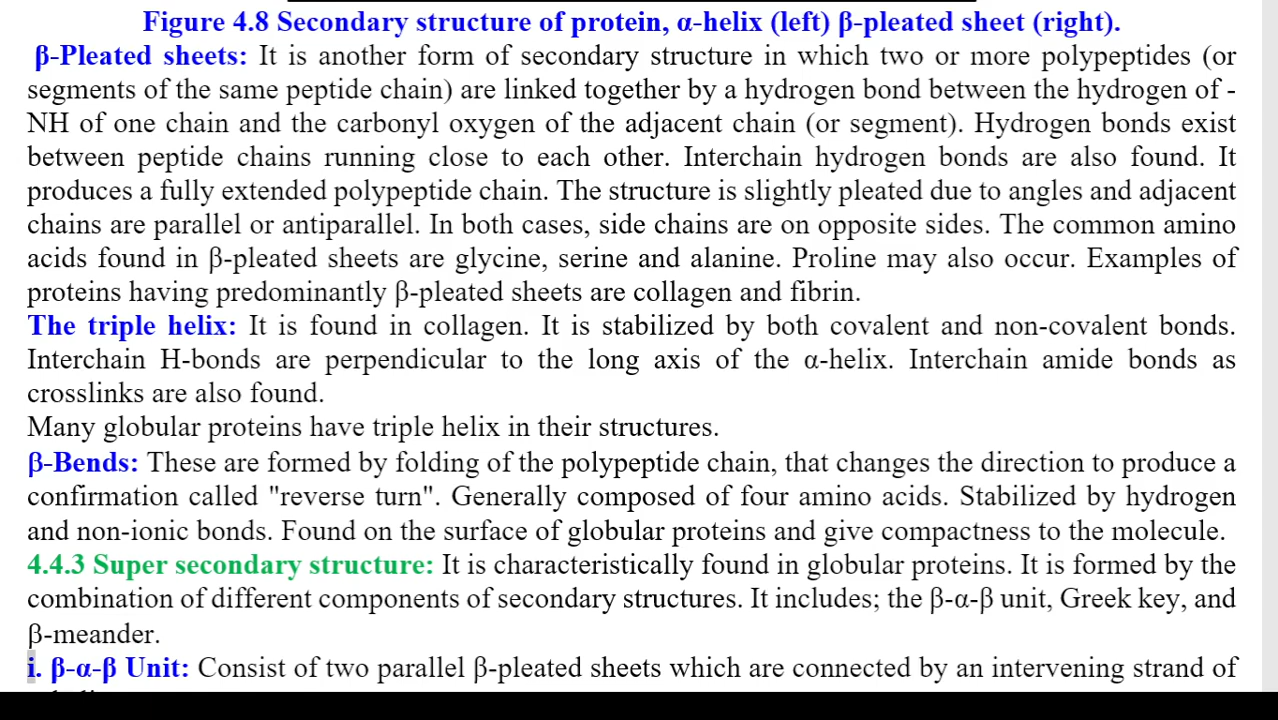 Figure 4.8 Secondary structure of protein, α-helix (left) β-pleated sheet (right).
β-Pleated sheets: It is another form of secondary structure in which two or more polypeptides (or
segments of the same peptide chain) are linked together by a hydrogen bond between the hydrogen of -
NH of one chain and the carbonyl oxygen of the adjacent chain (or segment). Hydrogen bonds exist
between peptide chains running close to each other. Interchain hydrogen bonds are also found. It
produces a fully extended polypeptide chain. The structure is slightly pleated due to angles and adjacent
chains are parallel or antiparallel. In both cases, side chains are on opposite sides. The common amino
acids found in β-pleated sheets are glycine, serine and alanine. Proline may also occur. Examples of
proteins having predominantly β-pleated sheets are collagen and fibrin.
The triple helix: It is found in collagen. It is stabilized by both covalent and non-covalent bonds.
Interchain H-bonds are perpendicular to the long axis of the α-helix. Interchain amide bonds as
crosslinks are also found.
Many globular proteins have triple helix in their structures.
β-Bends: These are formed by folding of the polypeptide chain, that changes the direction to produce a
confirmation called "reverse turn". Generally composed of four amino acids. Stabilized by hydrogen
and non-ionic bonds. Found on the surface of globular proteins and give compactness to the molecule.
4.4.3 Super secondary structure: It is characteristically found in globular proteins. It is formed by the
combination of different components of secondary structures. It includes; the β-α-β unit, Greek key, and
β-meander.
i. β-α-β Unit: Consist of two parallel β-pleated sheets which are connected by an intervening strand of